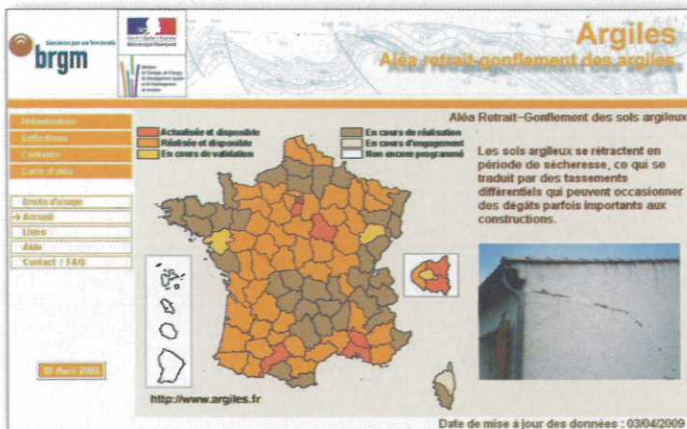 brgm
Argiles
Aléa retrait-gonflement des argiles
Présentation
Définitions
Contexte
Carte d'aléa
Droits d'usage
Accueil
Liens
Aide
Contact / FAQ
Actualisée et disponible
Réalisée et disponible
En cours de validation
En cours de réalisation
En cours d'engagement
Non encore programmé
Aléa Retrait-Gonflement des sols argileux
Les sols argileux se rétractent en
période de sécheresse, ce qui se
traduit par des tassements
différentiels qui peuvent occasionner
des dégâts parfois importants aux
constructions.
http://www.argiles.fr
Date de mise à jour des données : 03/04/2009